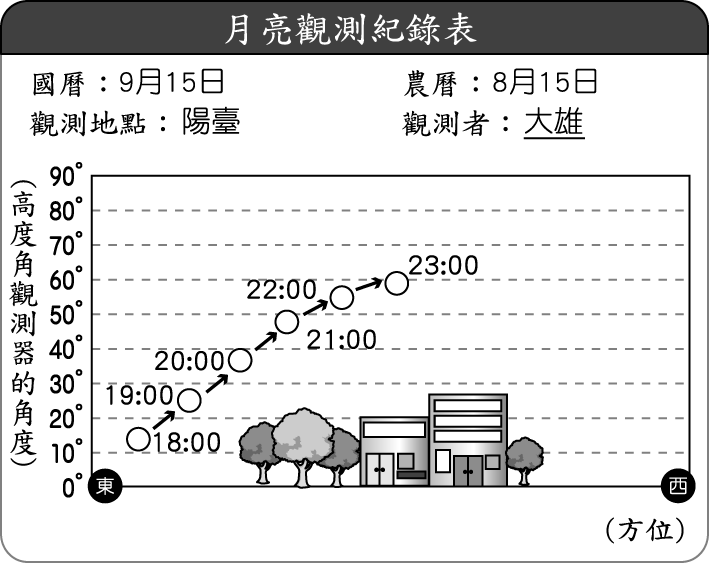 月亮觀測紀錄表
國曆：9月15日
農曆：8月15日
觀測地點：陽臺
觀測者：大雄
(高度角觀測器的角度)
90°
80°
70°
60°
50°
40°
30°
20°
10°
0°
23:00
22:00
21:00
20:00
19:00
18:00
東
西
(方位)